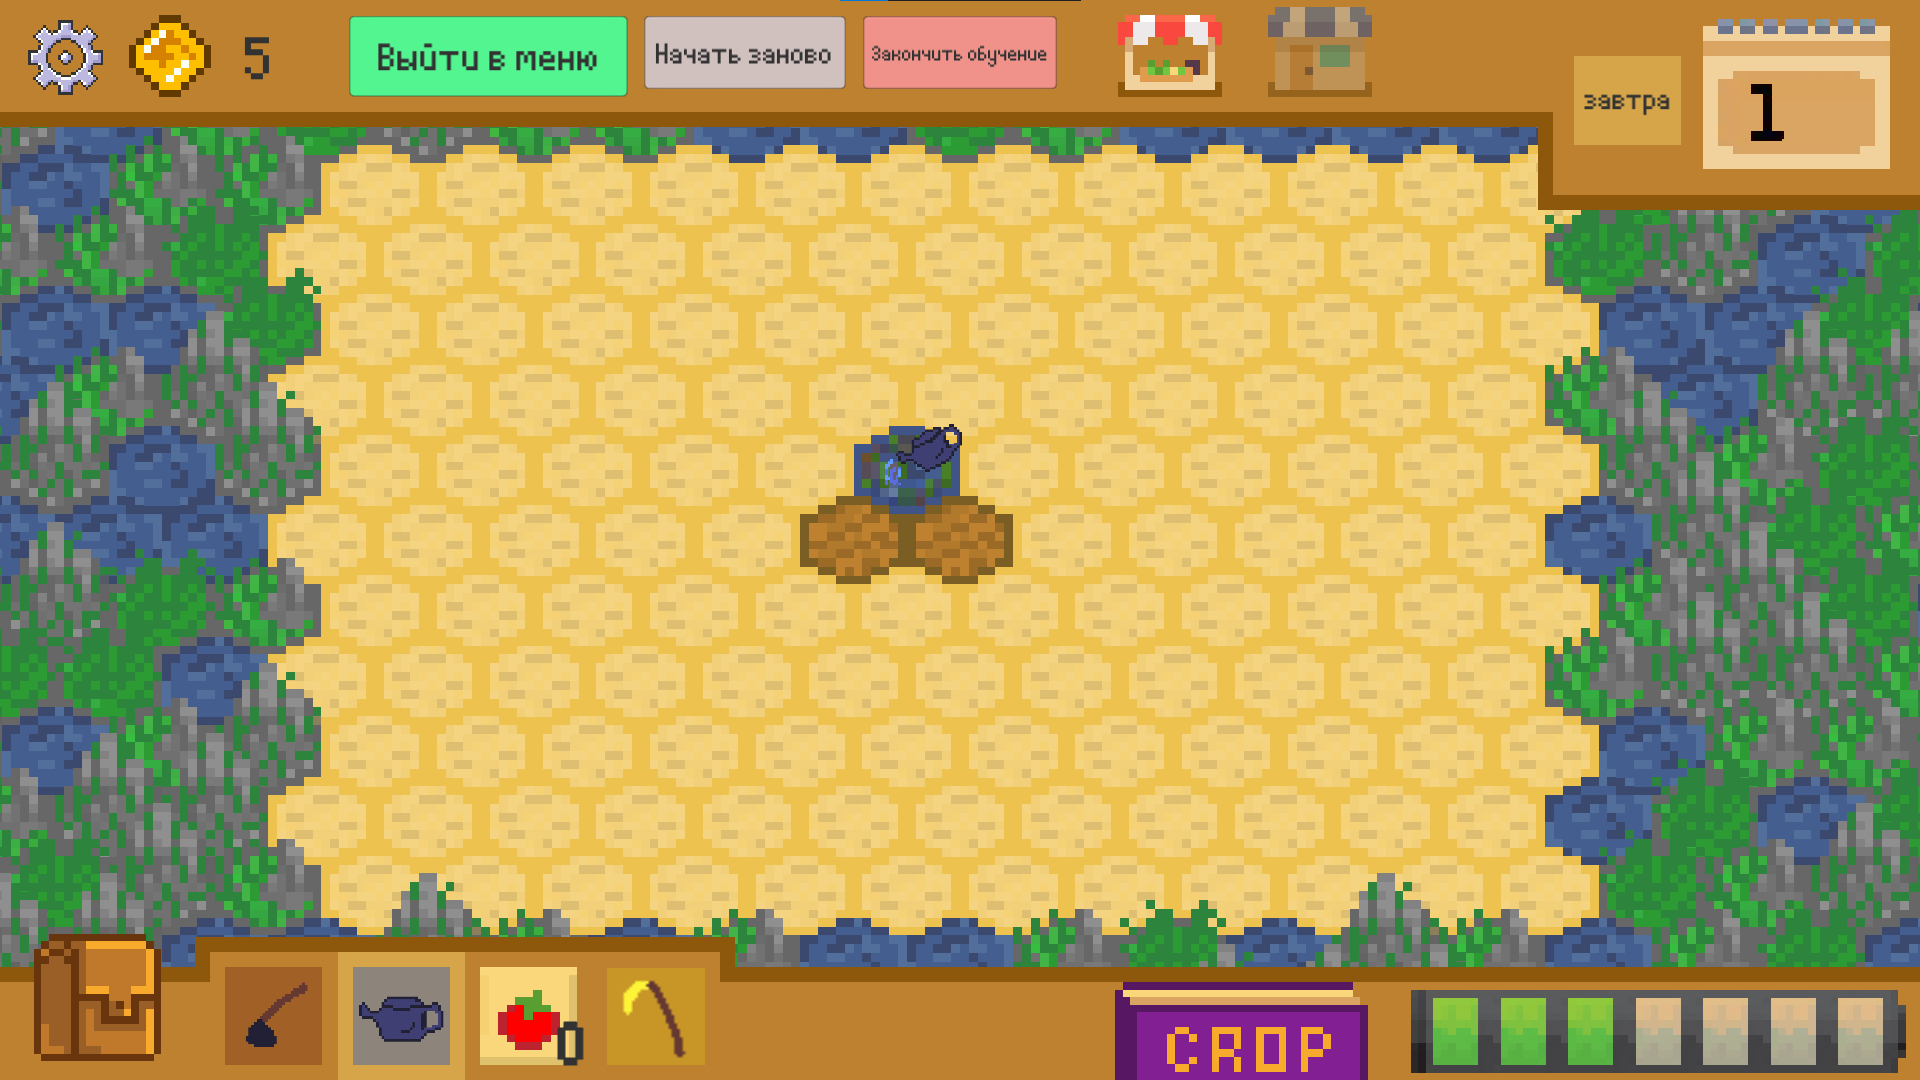 5
Выйти в меню
Начать заново
Закончить обучение
завтра
1
0
CROP